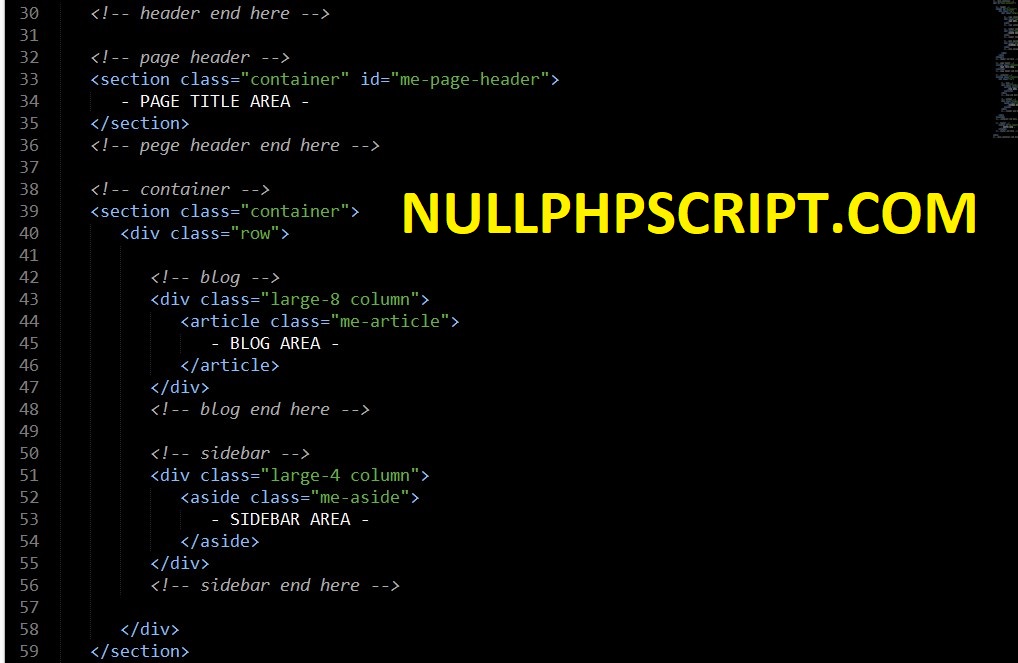 30 <!-- header end here -->
31
32 <!-- page header -->
33 <section class="container" id="me-page-header">
34 - PAGE TITLE AREA -
35 </section>
36 <!-- pege header end here -->
37
38 <!-- container -->
39 <section class="container">
NULLPHPSCRIPT.COM
40 <div class="row">
41
42 <!-- blog -->
43 <div class="large-8 column">
44 <article class="me-article">
45 - BLOG AREA -
46 </article>
47 </div>
48 <!-- blog end here -->
49
50 <!-- sidebar -->
51 <div class="large-4 column">
52 <aside class="me-aside">
53 - SIDEBAR AREA -
54 </aside>
55 </div>
56 <!-- sidebar end here -->
57
58 </div>
59 </section>